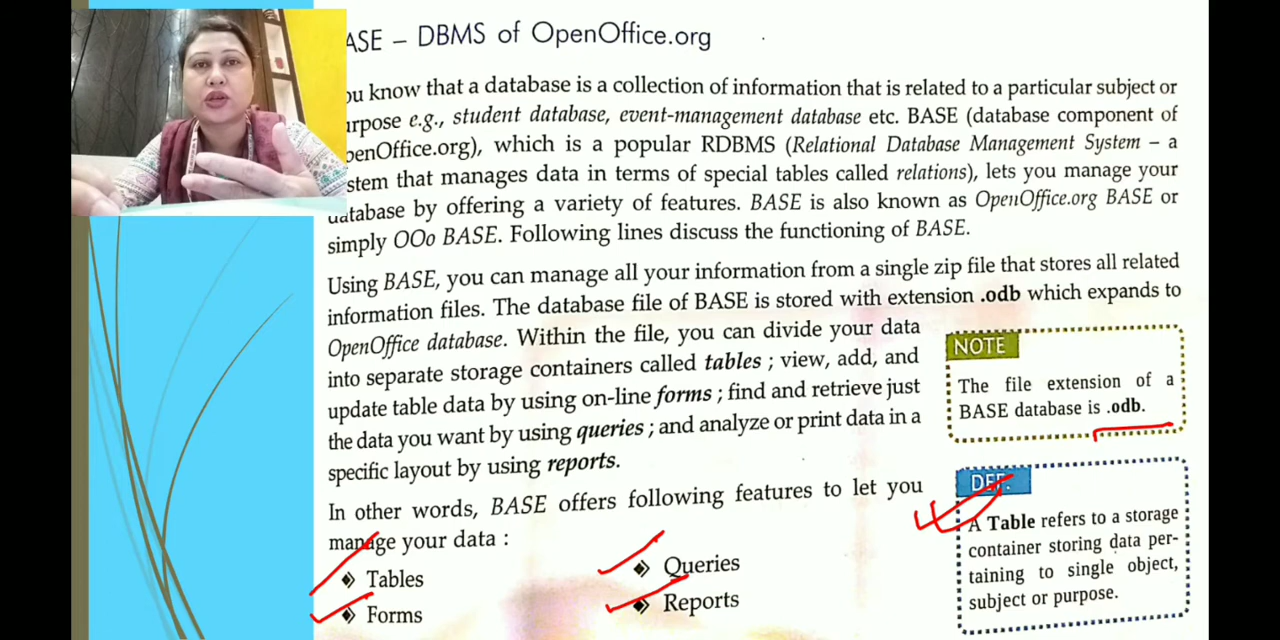 ASE – DBMS of OpenOffice.org
ou know that a database is a collection of information that is related to a particular subject or
urpose e.g., student database, event-management database etc. BASE (database component of
penOffice.org), which is a popular RDBMS (Relational Database Management System – a
stem that manages data in terms of special tables called relations), lets you manage your
database by offering a variety of features. BASE is also known as OpenOffice.org BASE or
simply OOo BASE. Following lines discuss the functioning of BASE.
Using BASE, you can manage all your information from a single zip file that stores all related
information files. The database file of BASE is stored with extension .odb which expands to
OpenOffice database. Within the file, you can divide your data
into separate storage containers called tables ; view, add, and
update table data by using on-line forms ; find and retrieve just
the data you want by using queries ; and analyze or print data in a
specific layout by using reports.
In other words, BASE offers following features to let you
manage your data :
Tables
Forms
Queries
Reports
NOTE
The file extension of a
BASE database is .odb.
DEF.
A Table refers to a storage
container storing data per-
taining to single object,
subject or purpose.